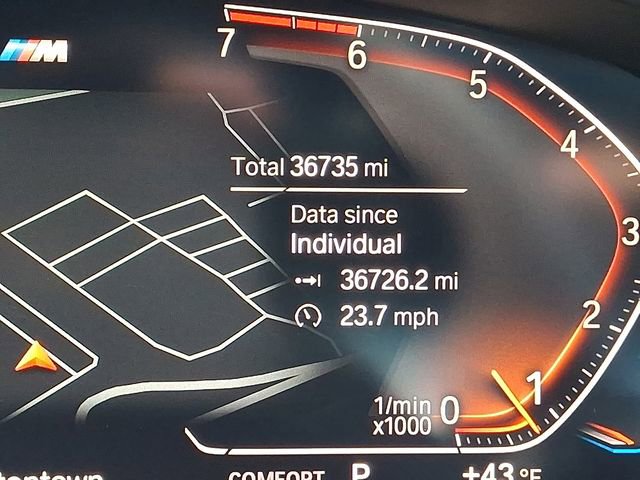 M
7
6
5
4
3
2
1
0
Total 36735 mi
Data since
Individual
36726.2 mi
23.7 mph
1/min
x1000
COMFORT P +43 °F